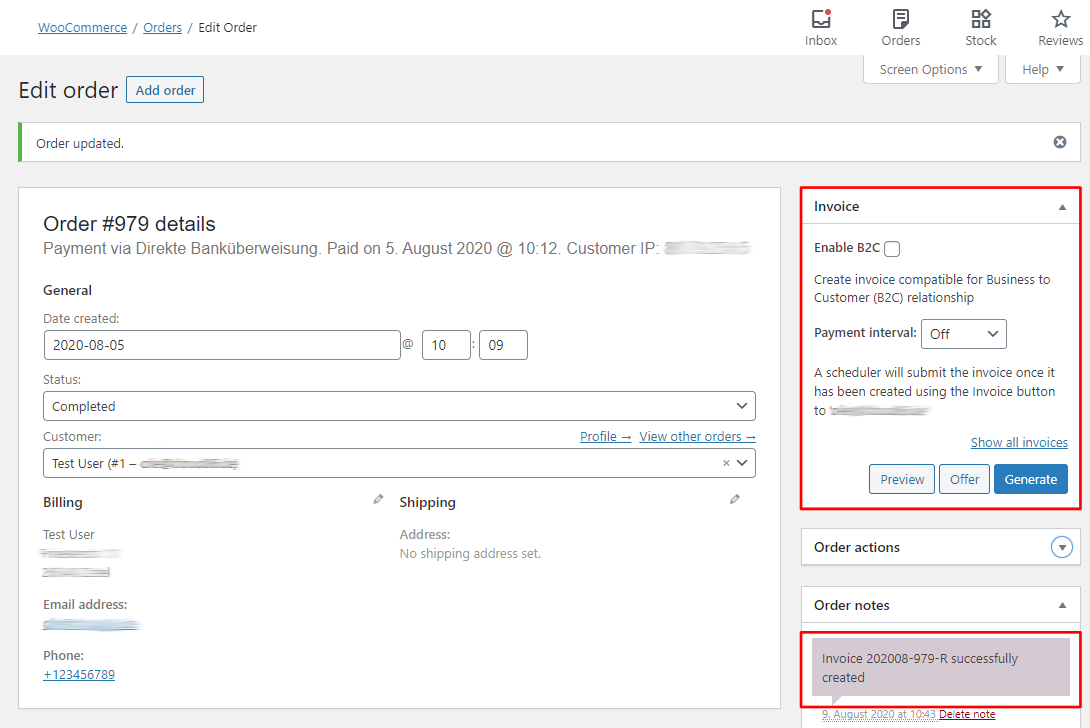 WooCommerce / Orders / Edit Order
Inbox
Orders
Stock
Reviews
Screen Options
Help
Edit order
Add order
Order updated.
Order #979 details
Payment via Direkte Banküberweisung. Paid on 5. August 2020 @ 10:12. Customer IP:
General
Date created:
2020-08-05 @ 10 : 09
Status:
Completed
Customer:
Profile → View other orders →
Test User (#1 –
×
Billing
Test User
Email address:
Phone:
+123456789
Shipping
Address:
No shipping address set.
Invoice
Enable B2C
Create invoice compatible for Business to
Customer (B2C) relationship
Payment interval: Off
A scheduler will submit the invoice once it
has been created using the Invoice button
to
Show all invoices
Preview
Offer
Generate
Order actions
Order notes
Invoice 202008-979-R successfully
created
9. August 2020 at 10:43 Delete note